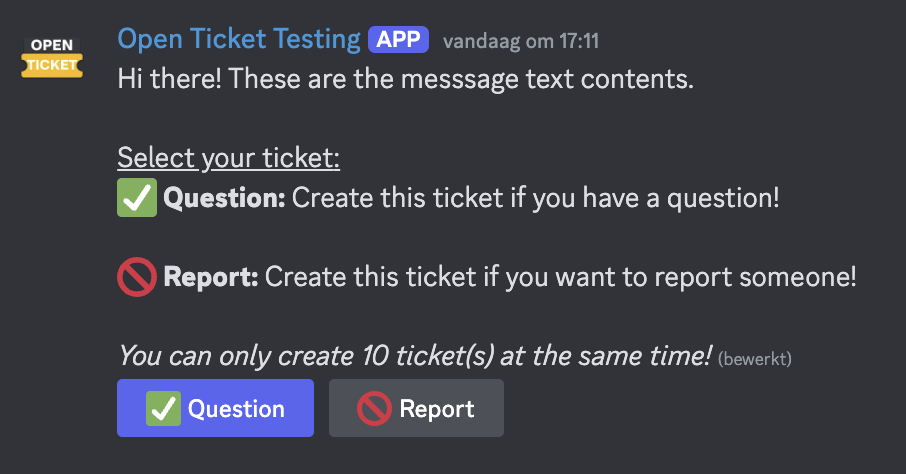 OPEN
TICKET
Open Ticket Testing APP vandaag om 17:11
Hi there! These are the messsage text contents.
Select your ticket:
✅ Question: Create this ticket if you have a question!
🚫 Report: Create this ticket if you want to report someone!
You can only create 10 ticket(s) at the same time! (bewerkt)
✅ Question 🚫 Report